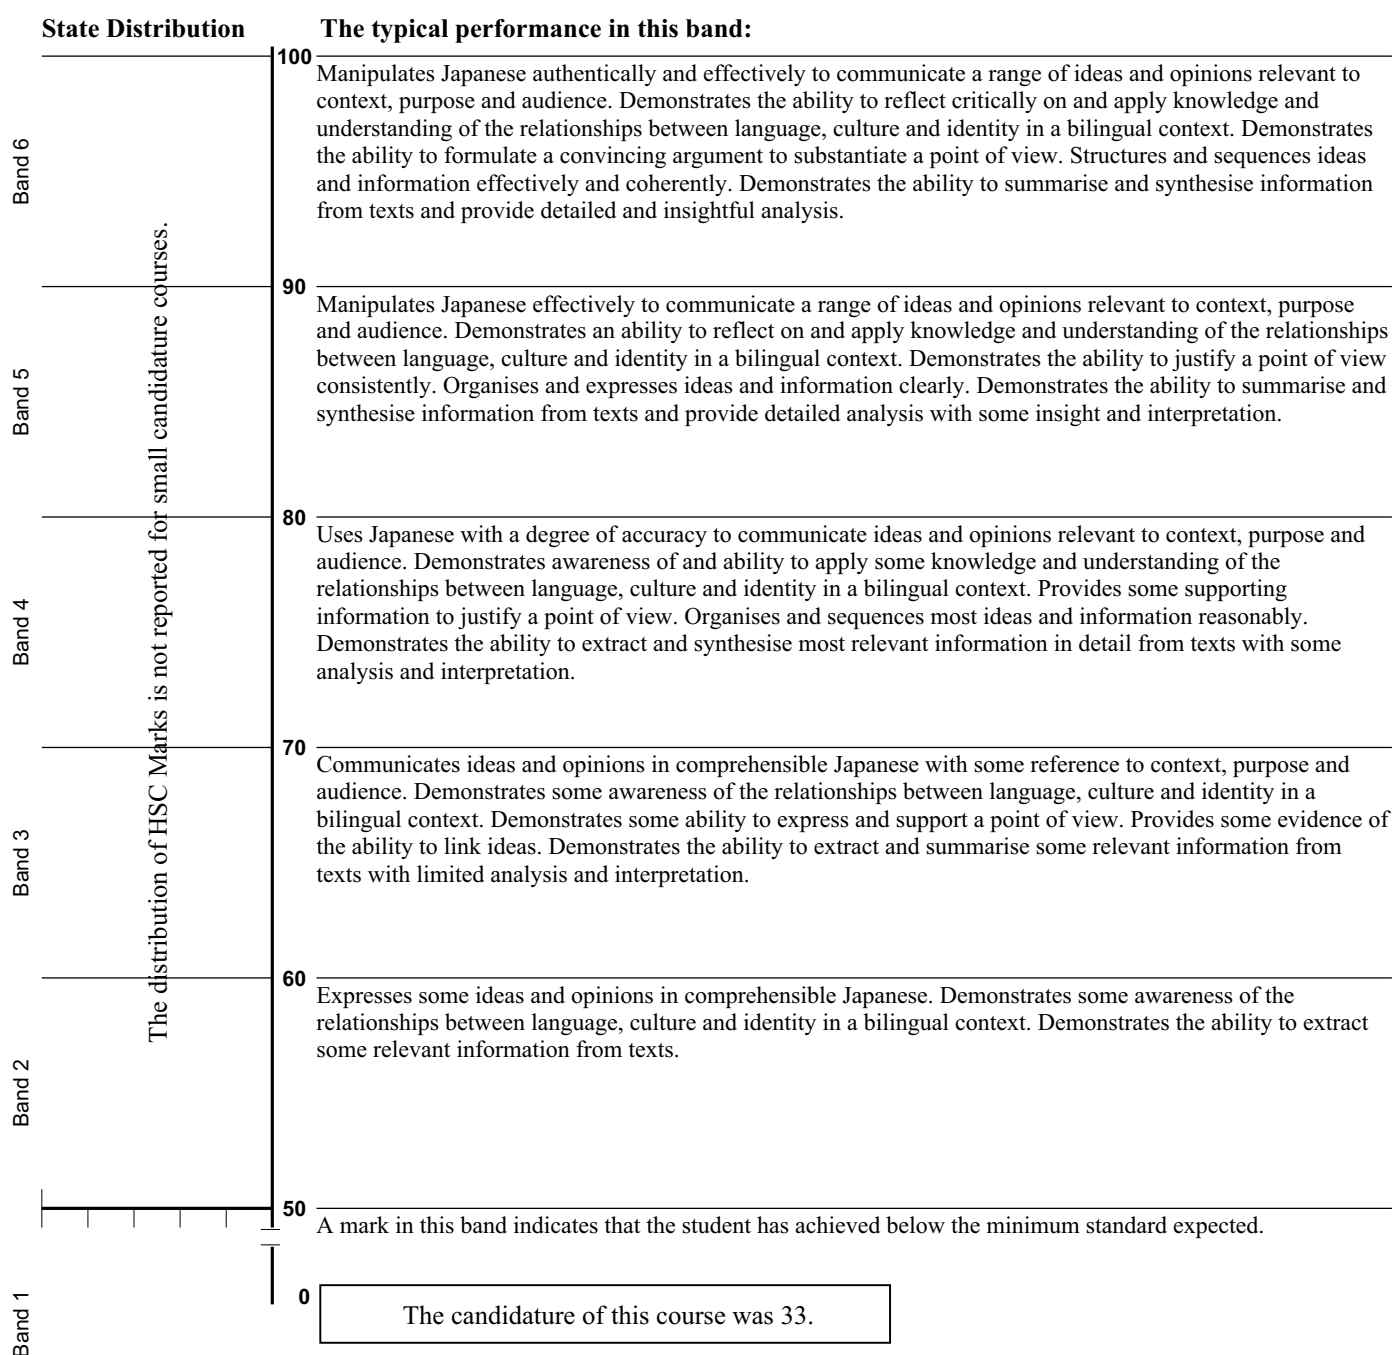 State Distribution
The typical performance in this band:
100
Manipulates Japanese authentically and effectively to communicate a range of ideas and opinions relevant to
context, purpose and audience. Demonstrates the ability to reflect critically on and apply knowledge and
understanding of the relationships between language, culture and identity in a bilingual context. Demonstrates
the ability to formulate a convincing argument to substantiate a point of view. Structures and sequences ideas
and information effectively and coherently. Demonstrates the ability to summarise and synthesise information
from texts and provide detailed and insightful analysis.
Band 6
90
Manipulates Japanese effectively to communicate a range of ideas and opinions relevant to context, purpose
and audience. Demonstrates an ability to reflect on and apply knowledge and understanding of the relationships
between language, culture and identity in a bilingual context. Demonstrates the ability to justify a point of view
consistently. Organises and expresses ideas and information clearly. Demonstrates the ability to summarise and
synthesise information from texts and provide detailed analysis with some insight and interpretation.
Band 5
The distribution of HSC Marks is not reported for small candidature courses.
80
Uses Japanese with a degree of accuracy to communicate ideas and opinions relevant to context, purpose and
audience. Demonstrates awareness of and ability to apply some knowledge and understanding of the
relationships between language, culture and identity in a bilingual context. Provides some supporting
information to justify a point of view. Organises and sequences most ideas and information reasonably.
Demonstrates the ability to extract and synthesise most relevant information in detail from texts with some
analysis and interpretation.
Band 4
70
Communicates ideas and opinions in comprehensible Japanese with some reference to context, purpose and
audience. Demonstrates some awareness of the relationships between language, culture and identity in a
bilingual context. Demonstrates some ability to express and support a point of view. Provides some evidence of
the ability to link ideas. Demonstrates the ability to extract and summarise some relevant information from
texts with limited analysis and interpretation.
Band 3
60
Expresses some ideas and opinions in comprehensible Japanese. Demonstrates some awareness of the
relationships between language, culture and identity in a bilingual context. Demonstrates the ability to extract
some relevant information from texts.
Band 2
50
A mark in this band indicates that the student has achieved below the minimum standard expected.
0
Band 1
The candidature of this course was 33.